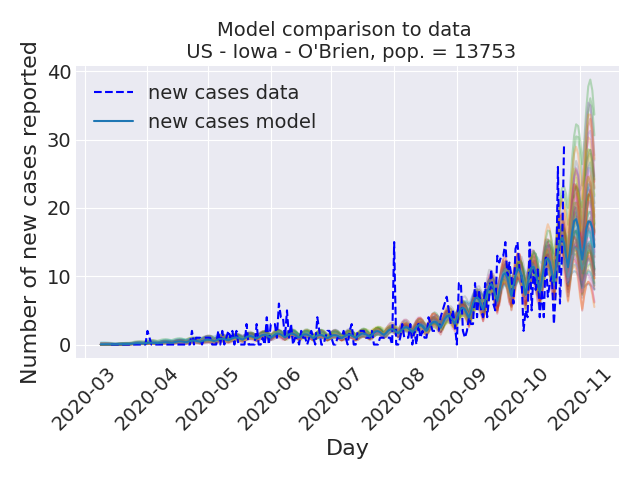 Model comparison to data
US - Iowa - O'Brien, pop. = 13753
Number of new cases reported
40
30
20
10
0
new cases data
new cases model
2020-03
2020-04
2020-05
2020-06
2020-07
2020-08
2020-09
2020-10
2020-11
Day